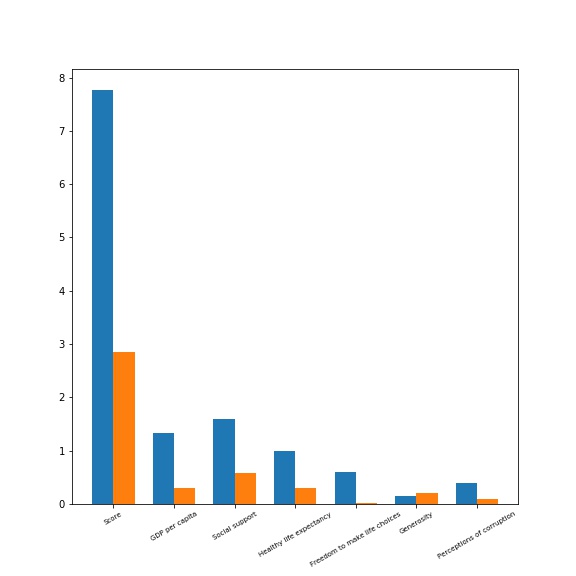 8
7
6
5
4
3
2
1
0
Score
GDP per capita
Social support
Healthy life expectancy
Freedom to make life choices
Generosity
Perceptions of corruption